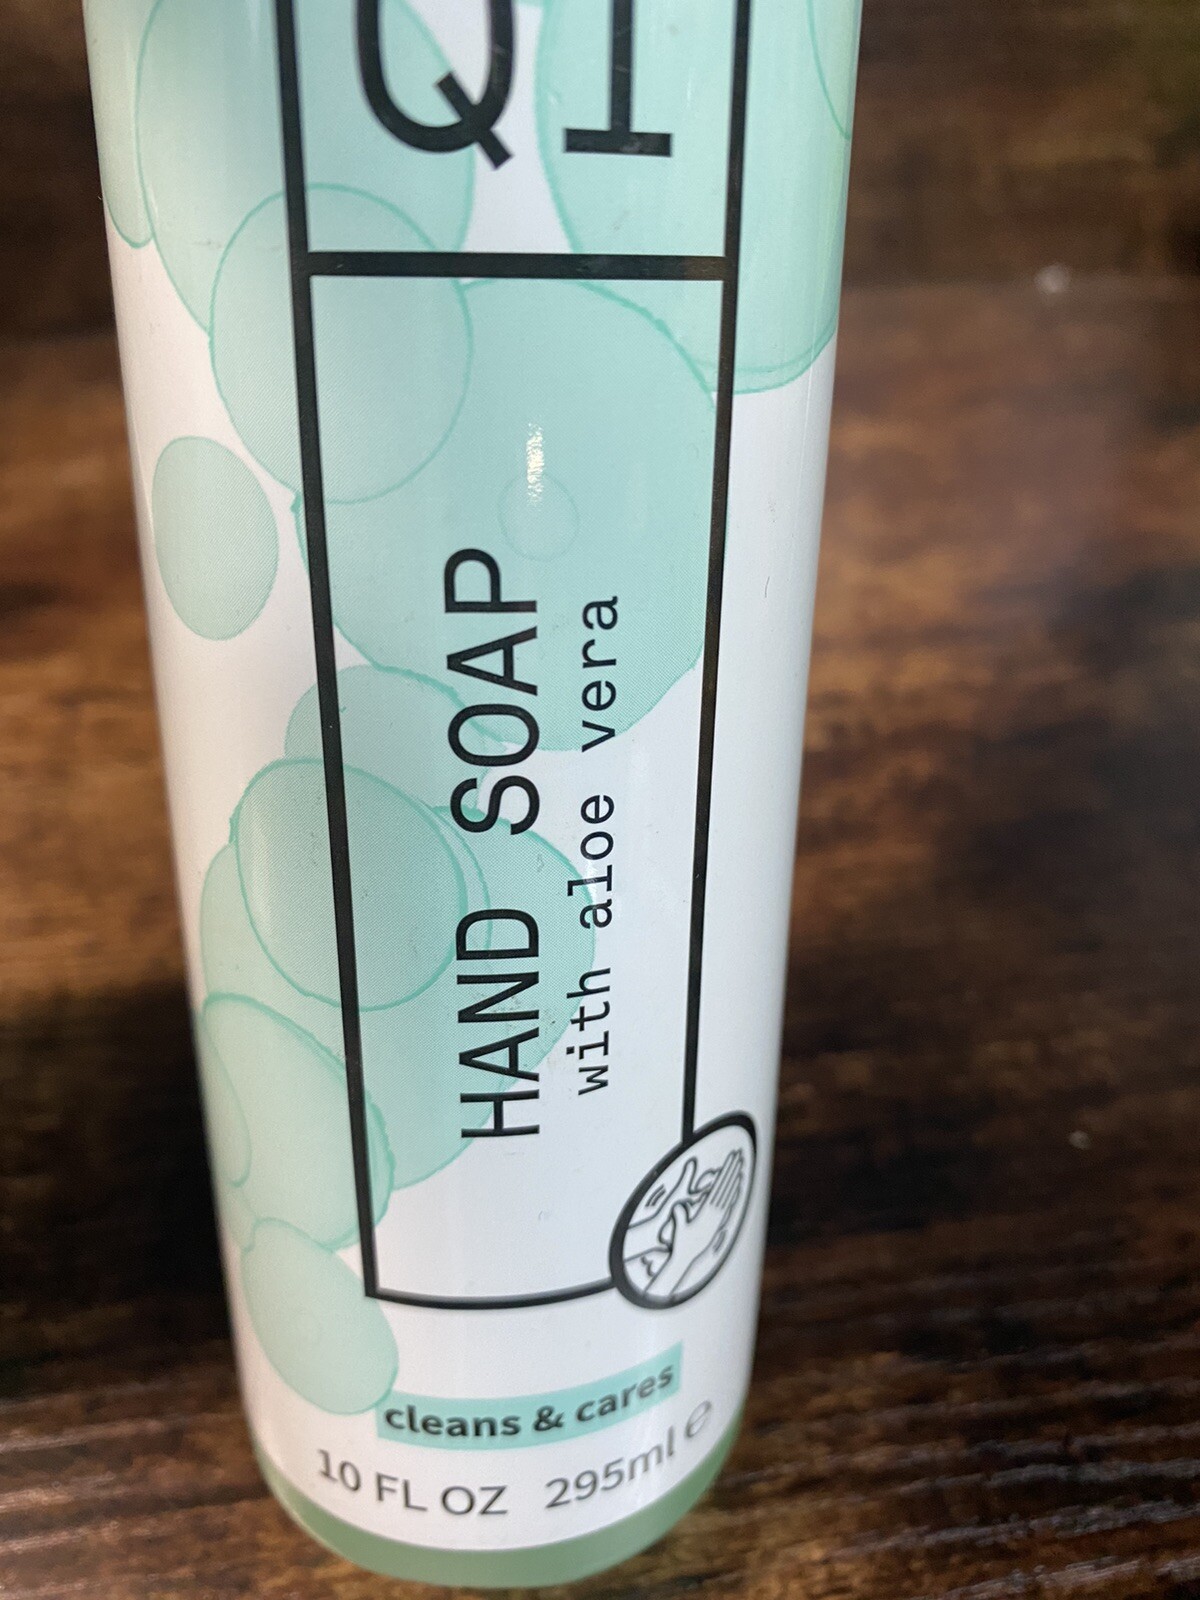 HAND SOAP
with aloe vera
cleans & cares
10 FL OZ 295ml ℮